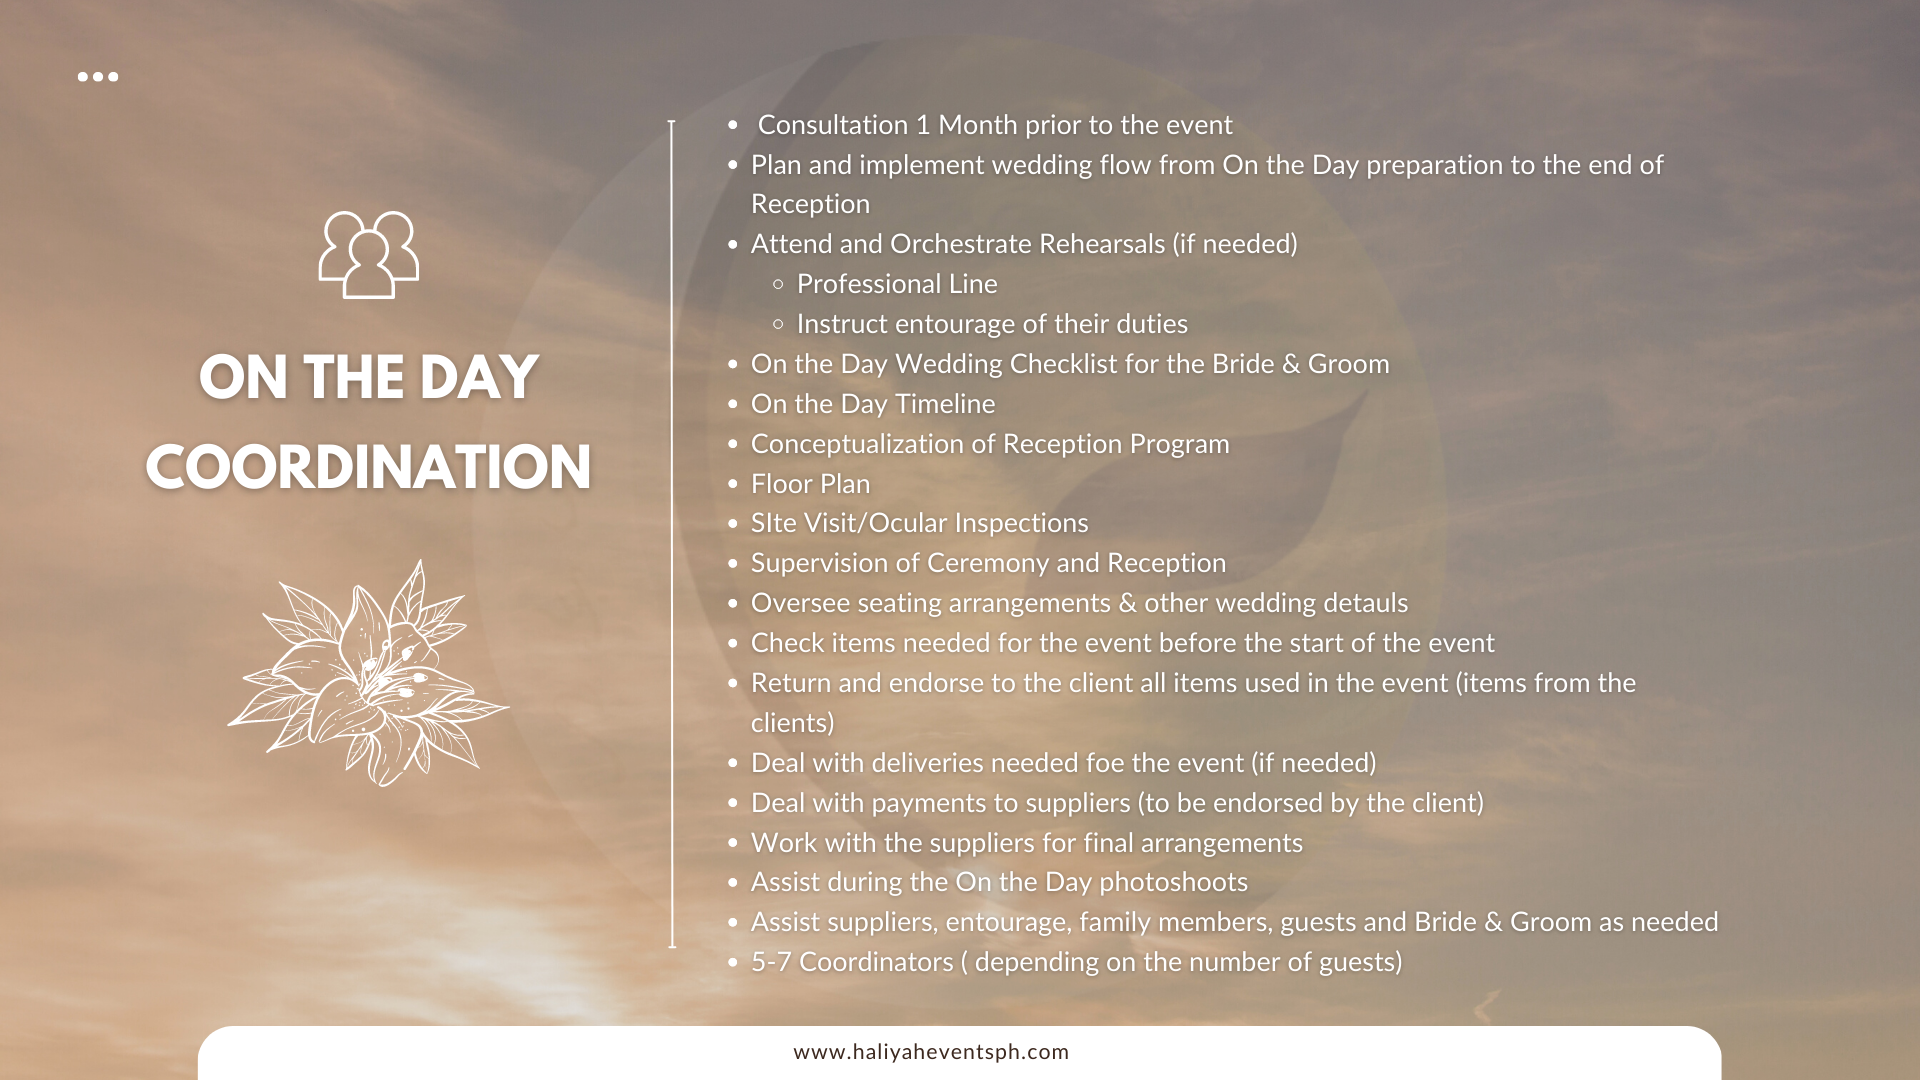 ON THE DAY
COORDINATION
Consultation 1 Month prior to the event
Plan and implement wedding flow from On the Day preparation to the end of
Reception
Attend and Orchestrate Rehearsals (if needed)
Professional Line
Instruct entourage of their duties
On the Day Wedding Checklist for the Bride & Groom
On the Day Timeline
Conceptualization of Reception Program
Floor Plan
SIte Visit/Ocular Inspections
Supervision of Ceremony and Reception
Oversee seating arrangements & other wedding detauls
Check items needed for the event before the start of the event
Return and endorse to the client all items used in the event (items from the
clients)
Deal with deliveries needed foe the event (if needed)
Deal with payments to suppliers (to be endorsed by the client)
Work with the suppliers for final arrangements
Assist during the On the Day photoshoots
Assist suppliers, entourage, family members, guests and Bride & Groom as needed
5-7 Coordinators ( depending on the number of guests)
www.haliyaheventsph.com